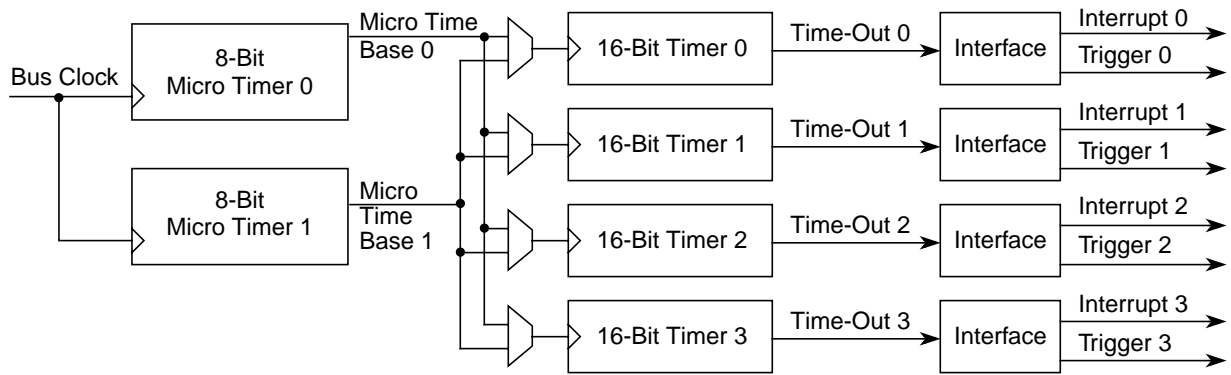 Bus Clock
8-Bit
Micro Timer 0
Micro Time
Base 0
16-Bit Timer 0
Time-Out 0
Interface
Interrupt 0
Trigger 0
16-Bit Timer 1
Time-Out 1
Interface
Interrupt 1
Trigger 1
8-Bit
Micro Timer 1
Micro
Time
Base 1
16-Bit Timer 2
Time-Out 2
Interface
Interrupt 2
Trigger 2
16-Bit Timer 3
Time-Out 3
Interface
Interrupt 3
Trigger 3